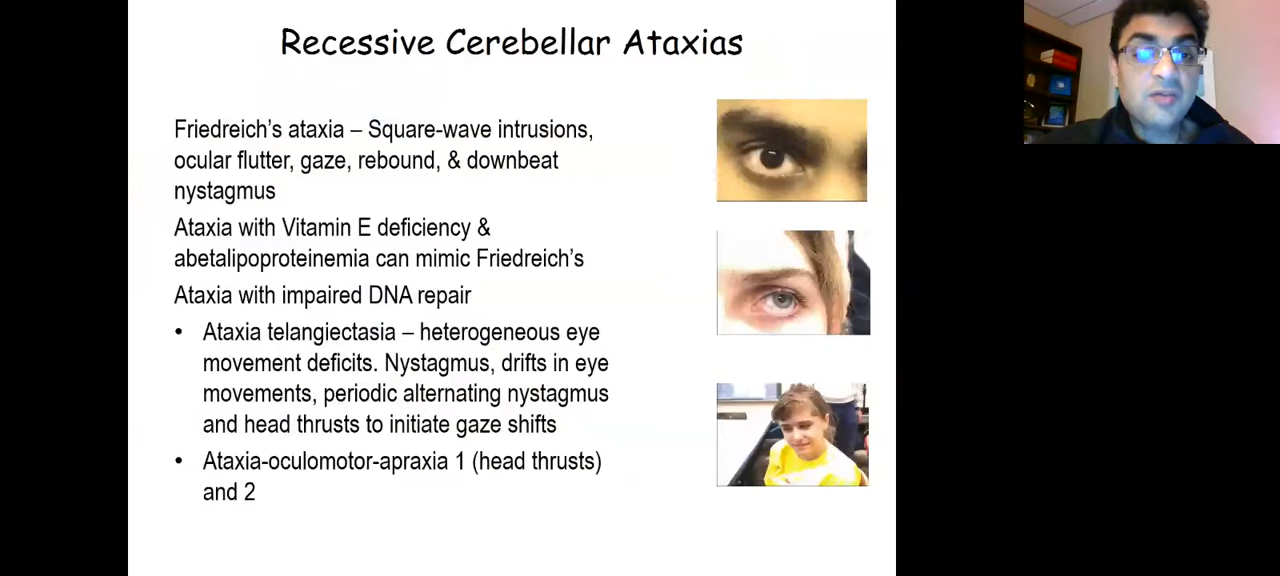 Recessive Cerebellar Ataxias
Friedreich’s ataxia – Square-wave intrusions,
ocular flutter, gaze, rebound, & downbeat
nystagmus
Ataxia with Vitamin E deficiency &
abetalipoproteinemia can mimic Friedreich’s
Ataxia with impaired DNA repair
• Ataxia telangiectasia – heterogeneous eye
movement deficits. Nystagmus, drifts in eye
movements, periodic alternating nystagmus
and head thrusts to initiate gaze shifts
• Ataxia-oculomotor-apraxia 1 (head thrusts)
and 2